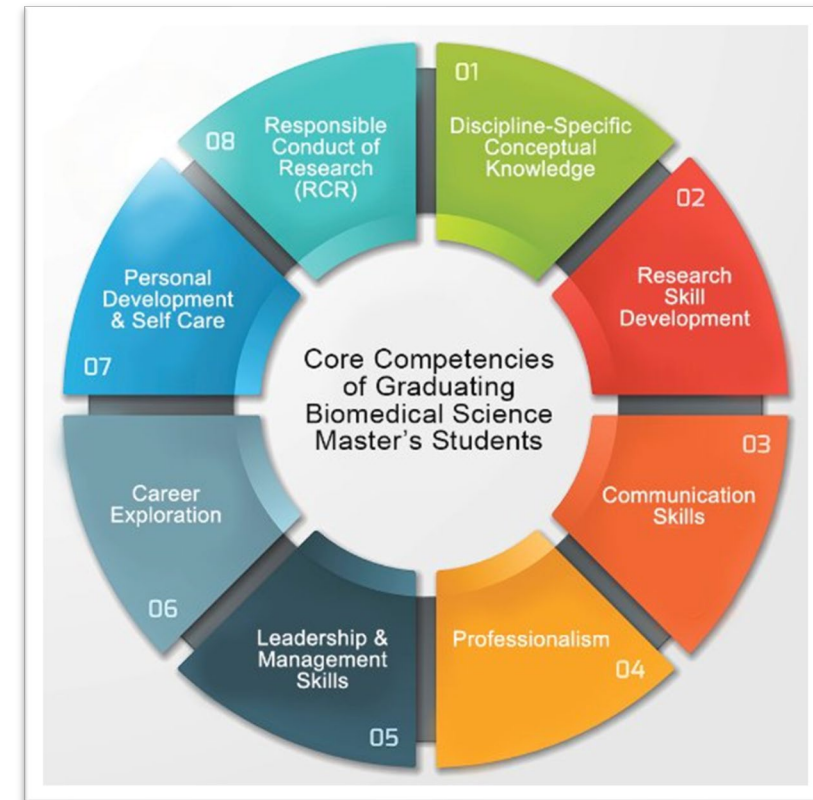 Core Competencies
of Graduating
Biomedical Science
Master's Students
01
Discipline-Specific
Conceptual
Knowledge
02
Research
Skill
Development
03
Communication
Skills
Professionalism
04
Leadership &
Management
Skills
05
Career
Exploration
06
Personal
Development
& Self Care
07
08
Responsible
Conduct of
Research
(RCR)